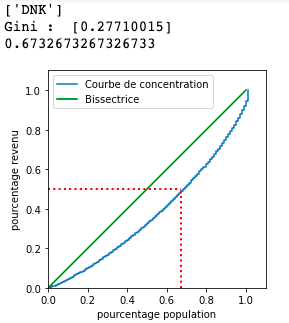 ['DNK']
Gini :  [0.27710015]
0.6732673267326733
Courbe de concentration
Bissectrice
pourcentage revenu
1.0
0.8
0.6
0.4
0.2
0.0
0.0 0.2 0.4 0.6 0.8 1.0
pourcentage population